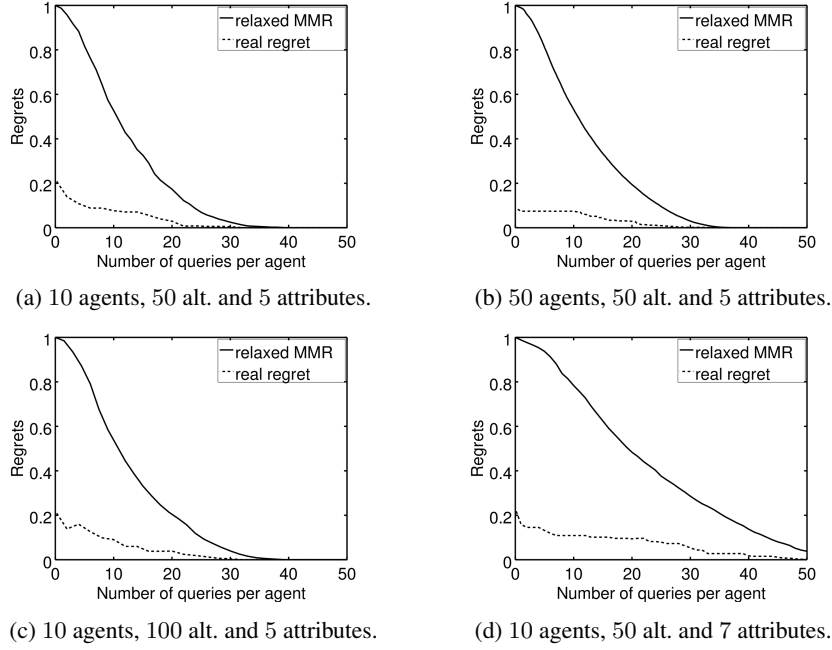 1
0.8
0.6
0.4
0.2
0
Regrets
relaxed MMR
real regret
0 10 20 30 40 50
Number of queries per agent
(a) 10 agents, 50 alt. and 5 attributes.
1
0.8
0.6
0.4
0.2
0
Regrets
relaxed MMR
real regret
0 10 20 30 40 50
Number of queries per agent
(b) 50 agents, 50 alt. and 5 attributes.
1
0.8
0.6
0.4
0.2
0
Regrets
relaxed MMR
real regret
0 10 20 30 40 50
Number of queries per agent
(c) 10 agents, 100 alt. and 5 attributes.
1
0.8
0.6
0.4
0.2
0
Regrets
relaxed MMR
real regret
0 10 20 30 40 50
Number of queries per agent
(d) 10 agents, 50 alt. and 7 attributes.